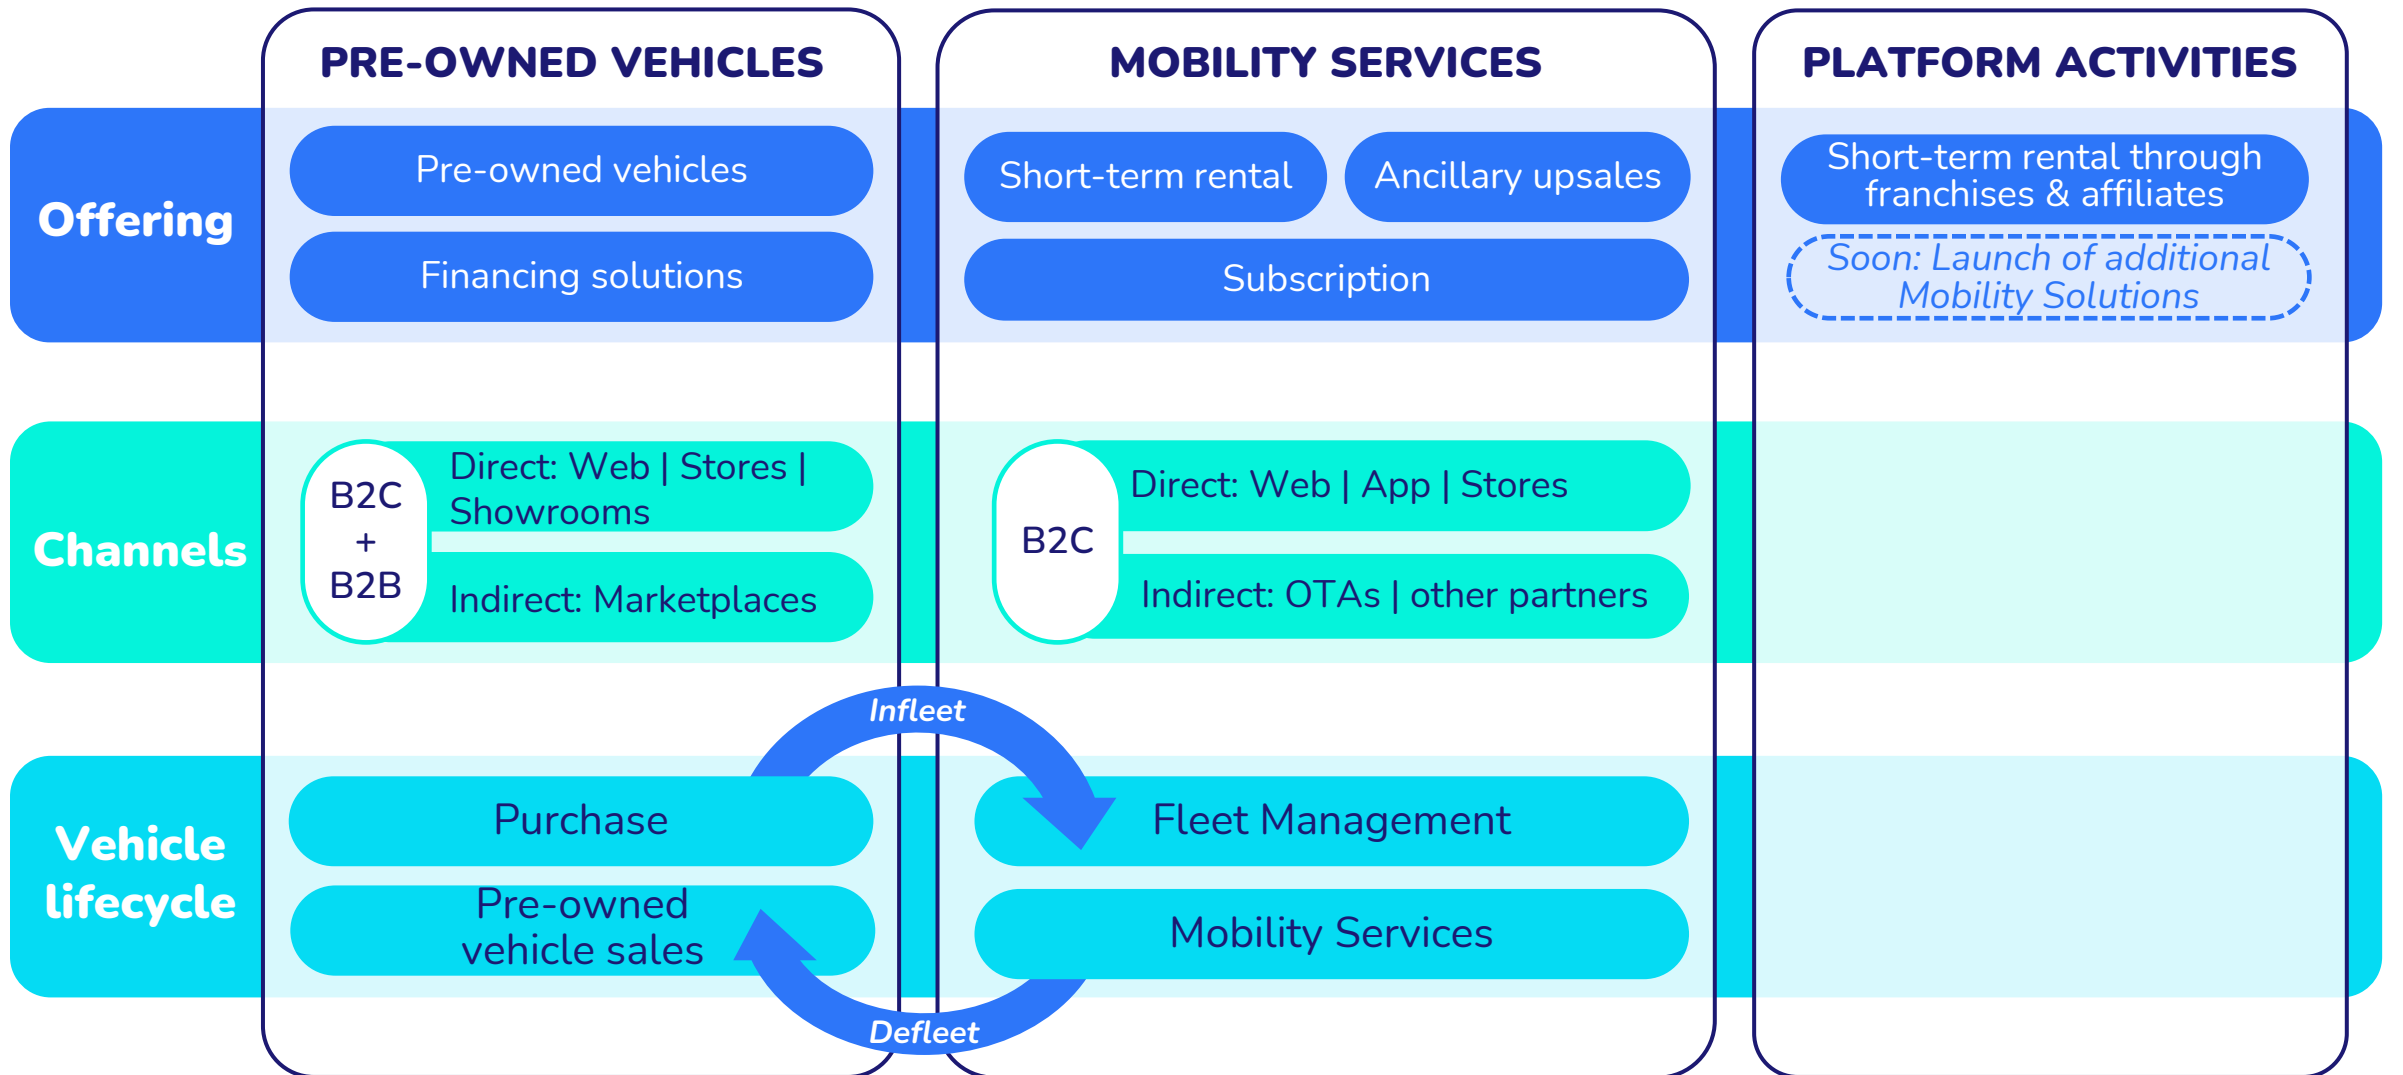 PRE-OWNED VEHICLES
MOBILITY SERVICES
PLATFORM ACTIVITIES
Offering
Pre-owned vehicles
Financing solutions
Short-term rental
Ancillary upsales
Subscription
Short-term rental through
franchises & affiliates
Soon: Launch of additional
Mobility Solutions
Channels
B2C
+
B2B
Direct: Web | Stores |
Showrooms
Indirect: Marketplaces
B2C
Direct: Web | App | Stores
Indirect: OTAs | other partners
Infleet
Vehicle
lifecycle
Purchase
Pre-owned
vehicle sales
Fleet Management
Mobility Services
Defleet